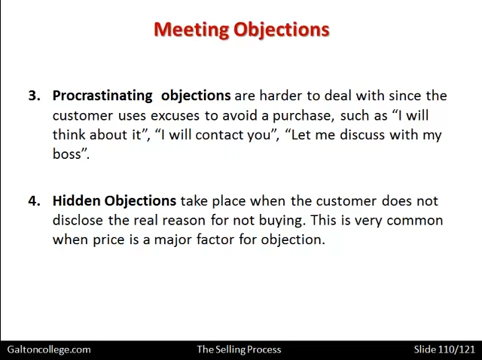 Meeting Objections
3. Procrastinating objections are harder to deal with since the
customer uses excuses to avoid a purchase, such as “I will
think about it”, “I will contact you”, “Let me discuss with my
boss”.
4. Hidden Objections take place when the customer does not
disclose the real reason for not buying. This is very common
when price is a major factor for objection.
Galtoncollege.com The Selling Process Slide 110/121